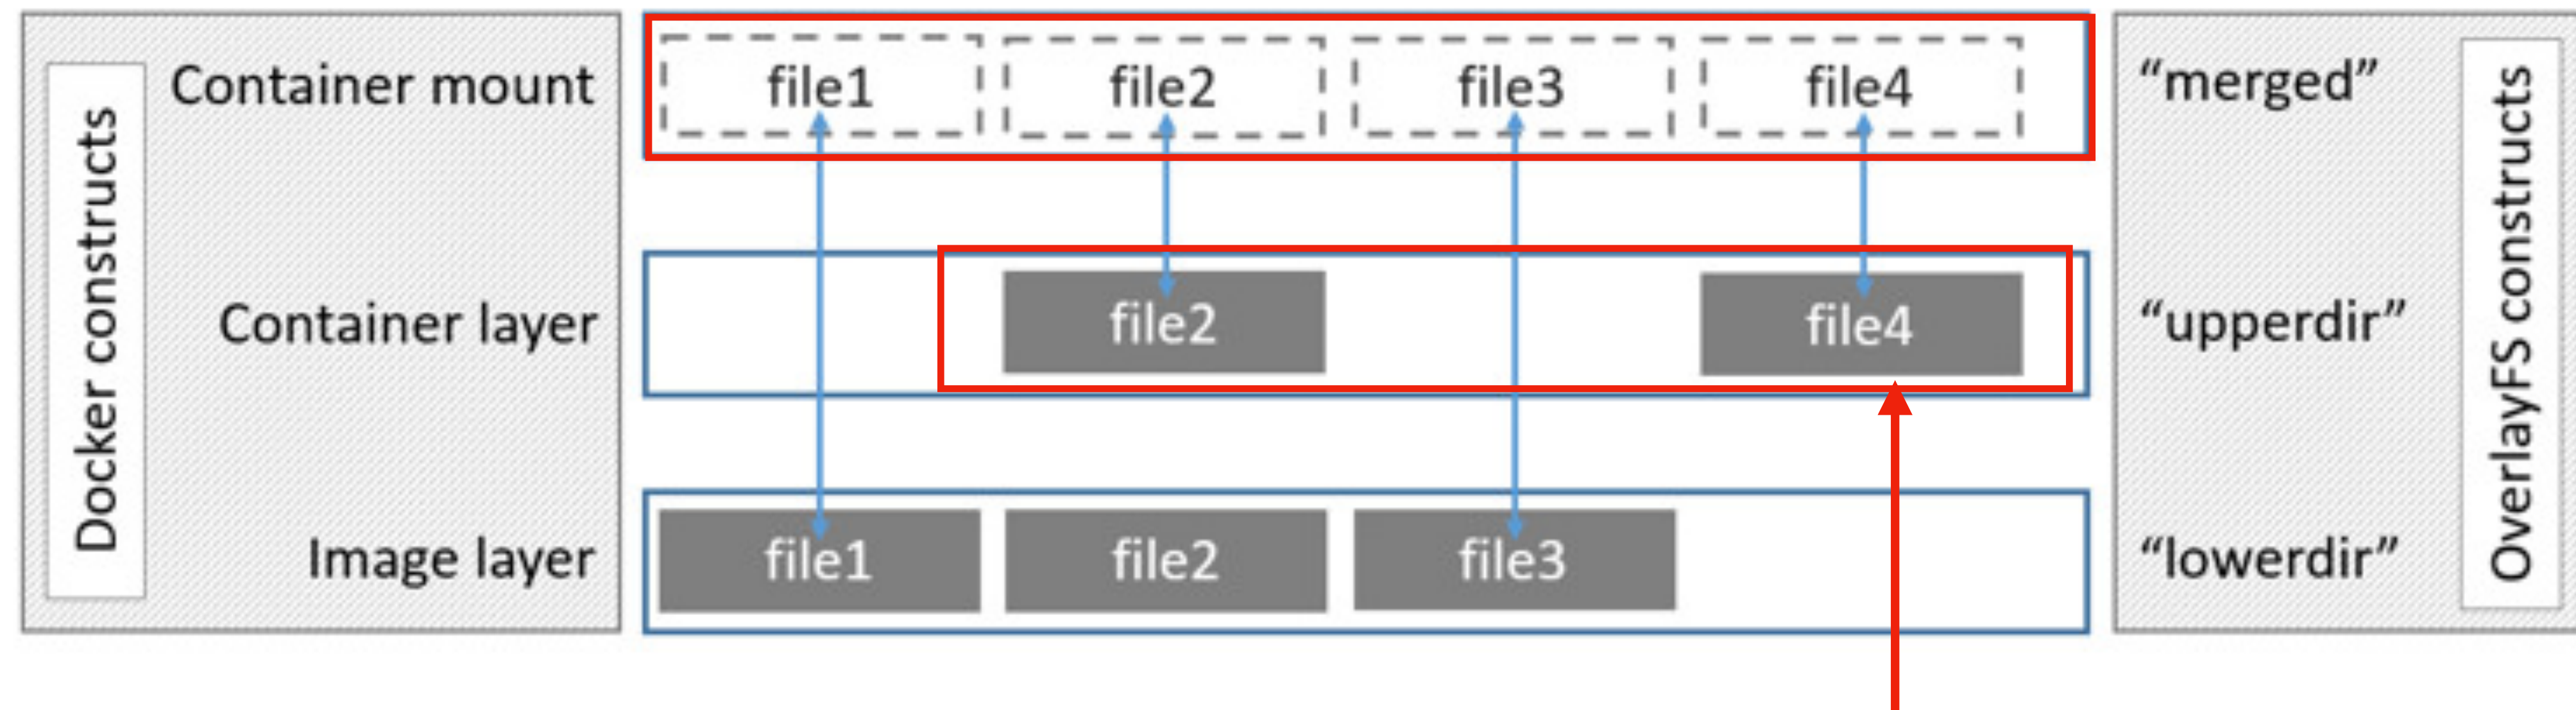 Docker constructs
Container mount
file1
file2
file3
file4
“merged”
Container layer
file2
file4
“upperdir”
Image layer
file1
file2
file3
“lowerdir”
OverlayFS constructs